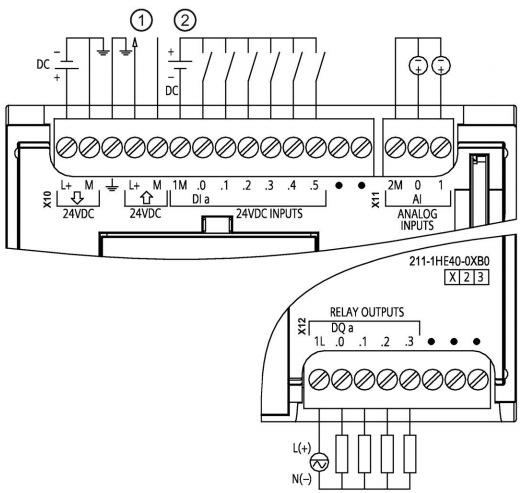 1 2
DC
DC
X10
L+ M L+ M 1M .0 .1 .2 .3 .4 .5
24VDC 24VDC DI a 24VDC INPUTS
X11
2M 0 1
AI
ANALOG
INPUTS
211-1HE40-0XB0
X 2 3
X12
RELAY OUTPUTS
DQ a
1L .0 .1 .2 .3
L(+)
N(–)